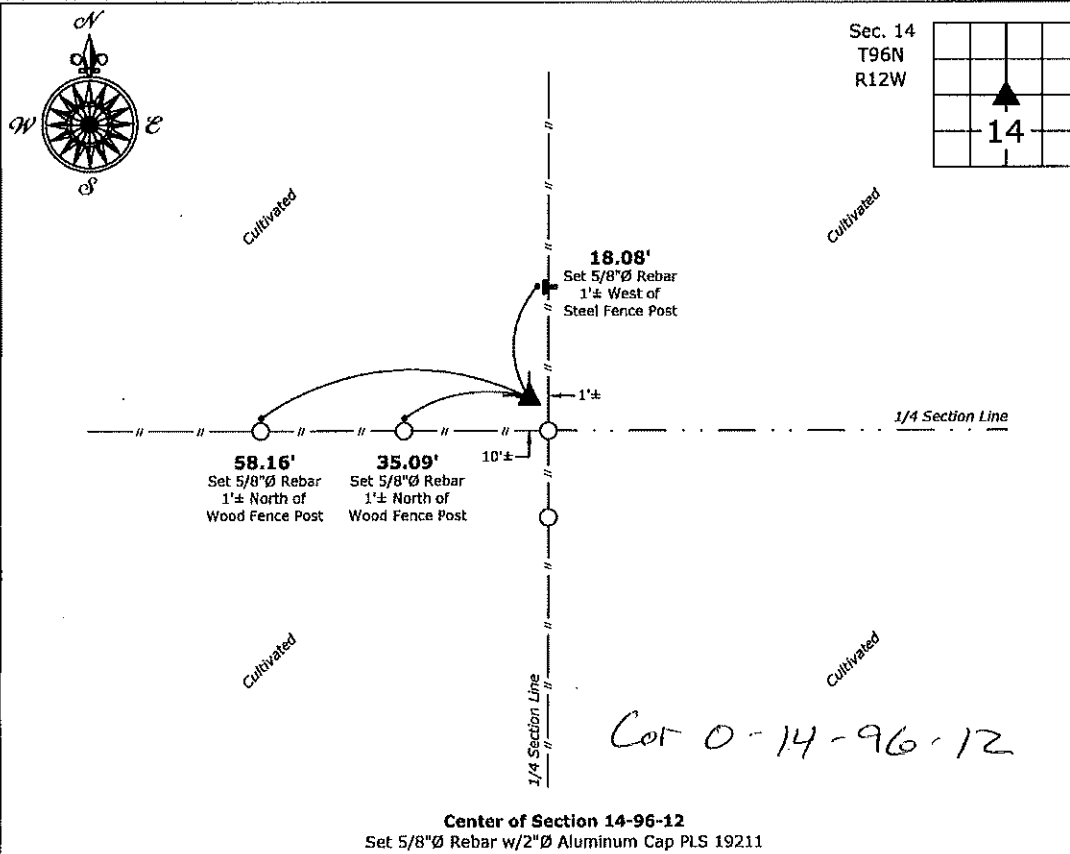 N
W
E
S
Sec. 14
T96N
R12W
14
Cultivated
Cultivated
18.08'
Set 5/8"Ø Rebar
1'± West of
Steel Fence Post
1'±
1/4 Section Line
10'±
58.16'
Set 5/8"Ø Rebar
1'± North of
Wood Fence Post
35.09'
Set 5/8"Ø Rebar
1'± North of
Wood Fence Post
Cultivated
Cultivated
1/4 Section Line
Cor 0-14-96-12
Center of Section 14-96-12
Set 5/8"Ø Rebar w/2"Ø Aluminum Cap PLS 19211